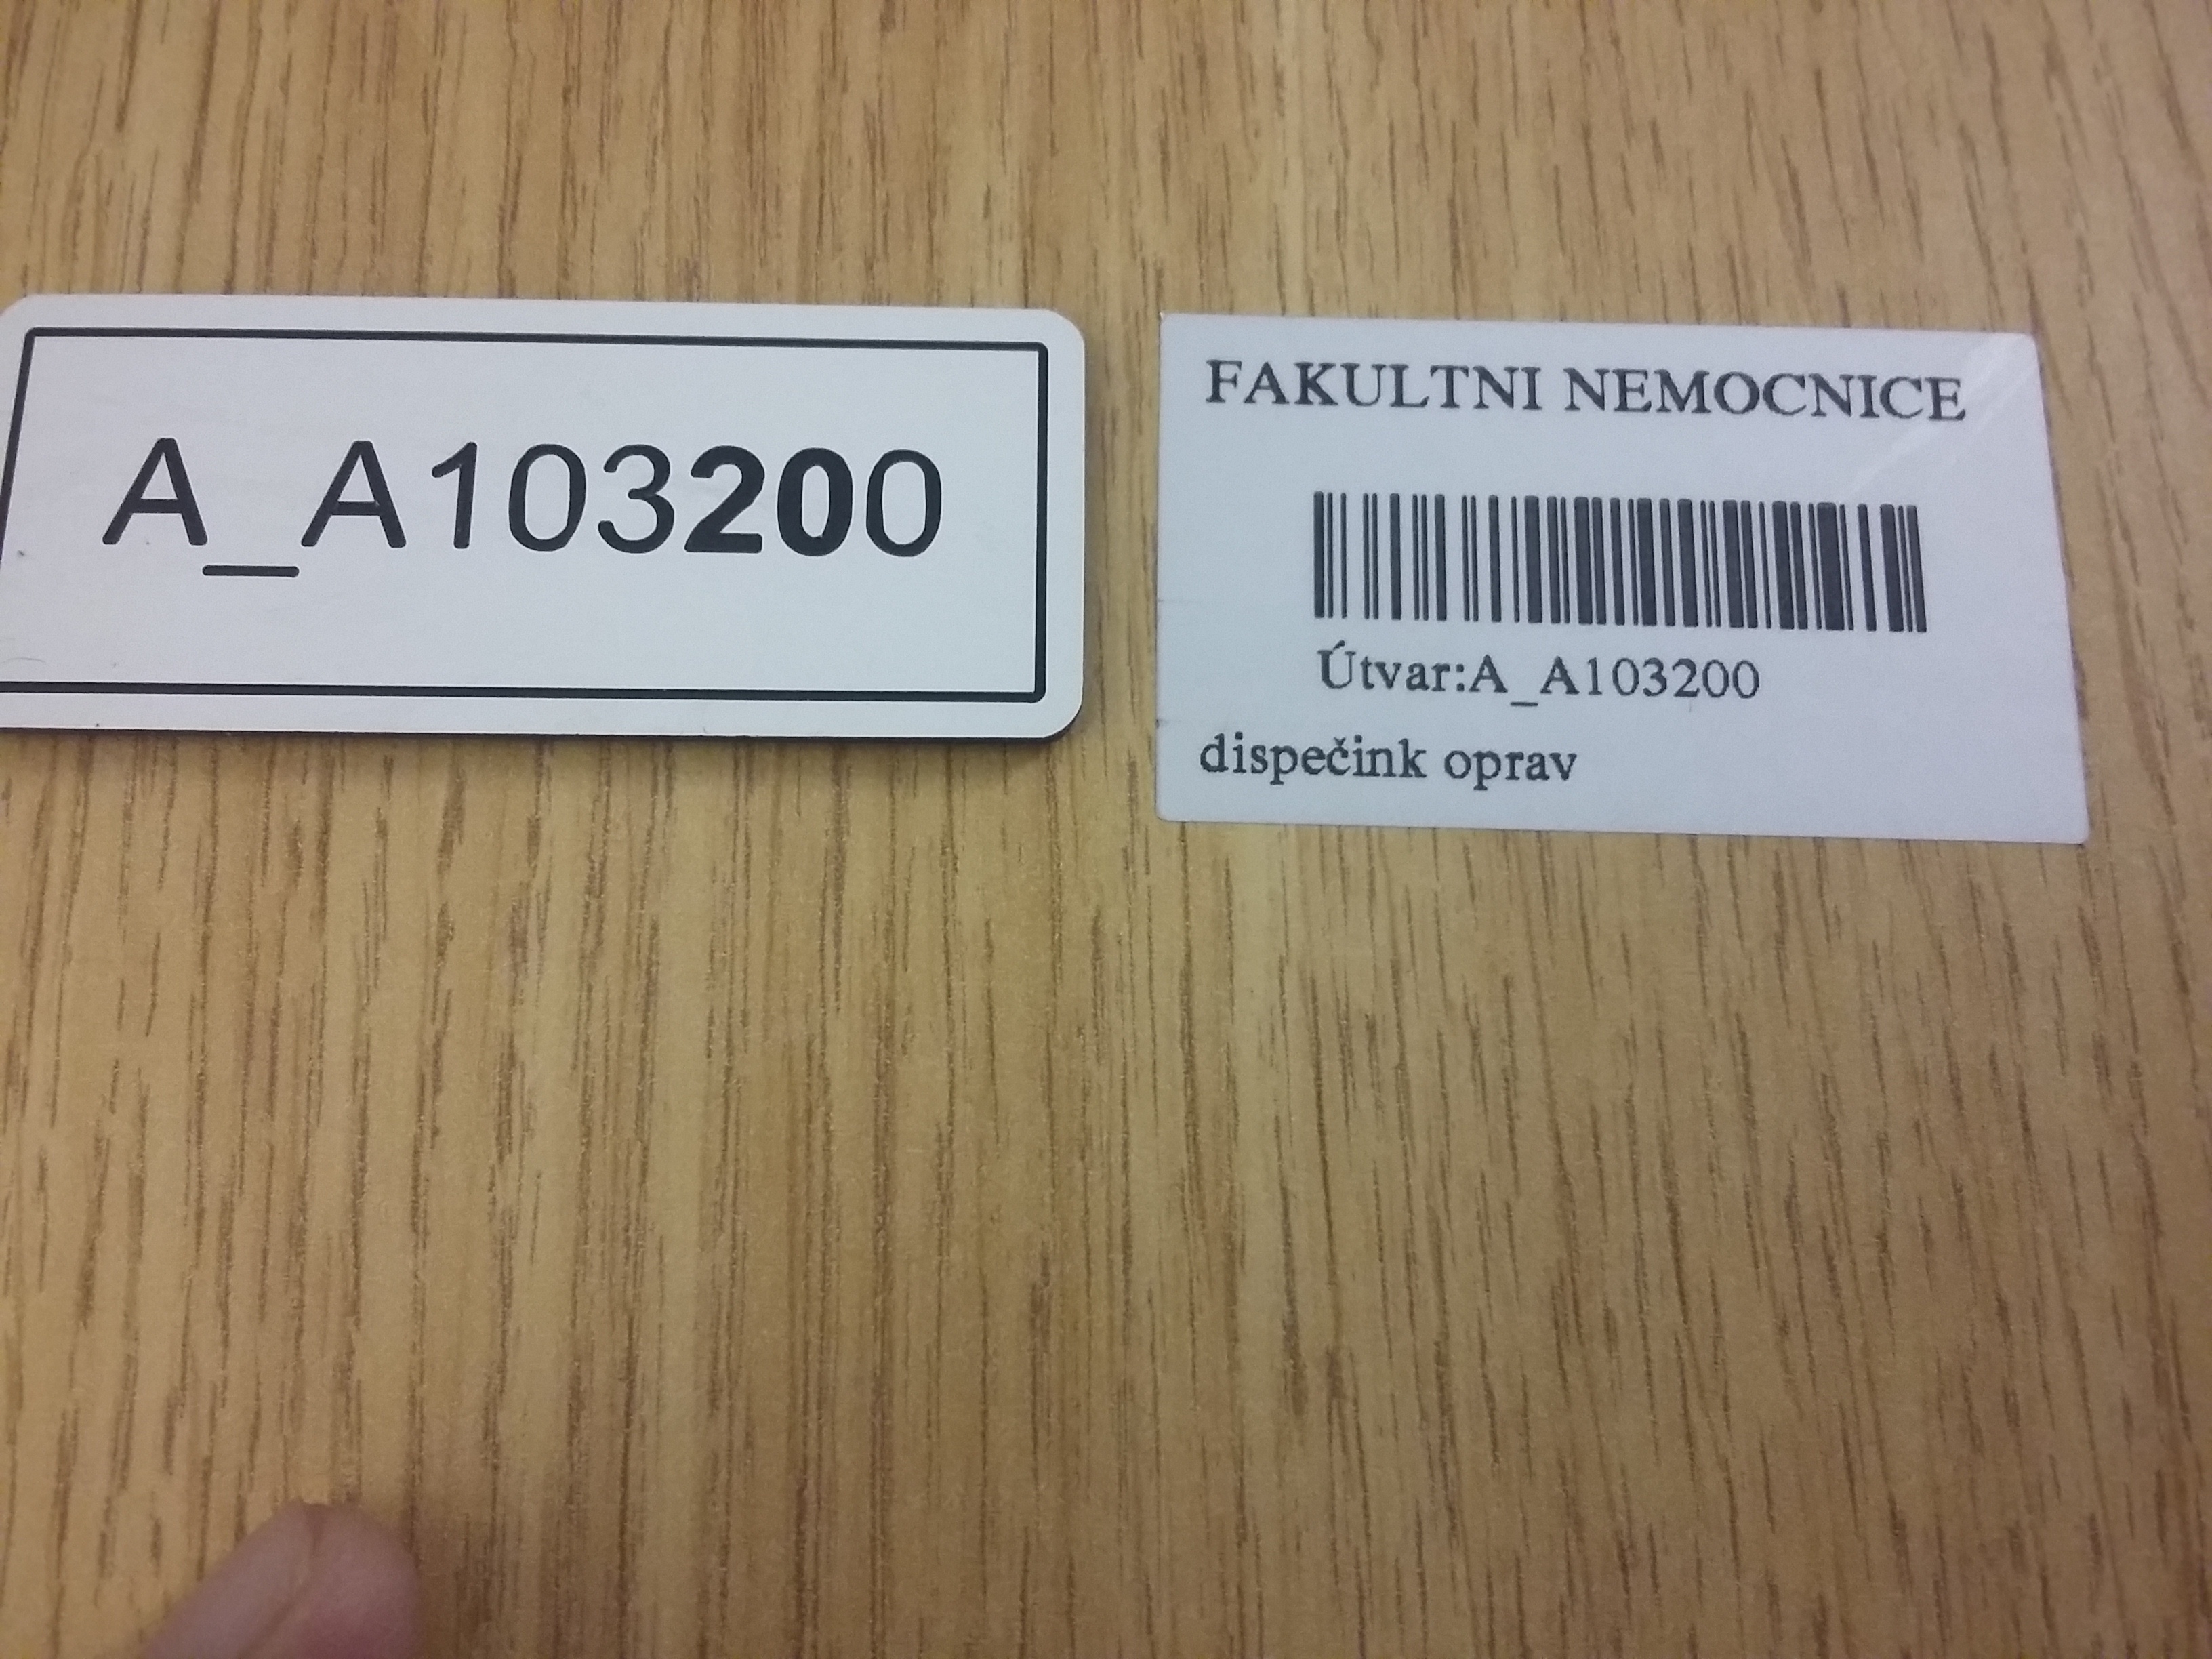 A_A103200
FAKULTNI NEMOCNICE
Útvar:A_A103200
dispečink oprav